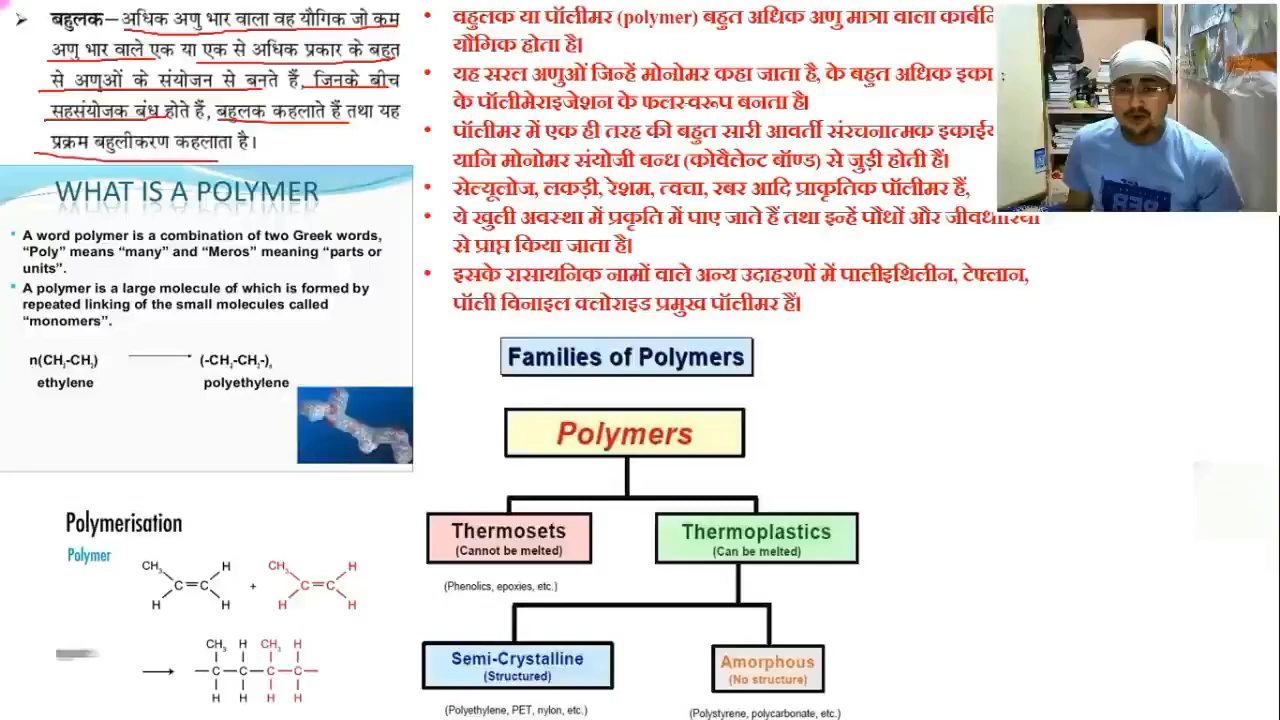 बहुलक– अधिक अणु भार वाला वह यौगिक जो कम
अणु भार वाले एक या एक से अधिक प्रकार के बहुत
से अणुओं के संयोजन से बनते हैं, जिनके बीच
सहसंयोजक बंध होते हैं, बहुलक कहलाते हैं तथा यह
प्रक्रम बहुलीकरण कहलाता है।
WHAT IS A POLYMER
A word polymer is a combination of two Greek words,
“Poly” means “many” and “Meros” meaning “parts or
units”.
A polymer is a large molecule of which is formed by
repeated linking of the small molecules called
“monomers”.
n(CH₂-CH₂) (-CH₂-CH₂-)ₙ
ethylene polyethylene
Polymerisation
Polymer
CH₃ H CH₃ H
C=C + C=C
H H H H
CH₃ H CH₃ H
C C C C
H H H H
बहुलक या पॉलीमर (polymer) बहुत अधिक अणु मात्रा वाला
यौगिक होता है।
यह सरल अणुओं जिन्हें मोनोमर कहा जाता है, के बहुत अधिक
के पॉलीमेराइजेशन के फलस्वरूप बनता है।
पॉलीमर में एक ही तरह की बहुत सारी आवर्ती संरचनात्मक
यानि मोनोमर संयोजी बन्ध (कोवैलेन्ट बॉण्ड) से जुड़ी होती हैं।
सेल्यूलोज, लकड़ी, रेशम, त्वचा, रबर आदि प्राकृतिक पॉलीमर हैं,
ये खुली अवस्था में प्रकृति में पाए जाते हैं तथा इन्हें पौधों और जीवधारियों
से प्राप्त किया जाता है।
इसके रासायनिक नामों वाले अन्य उदाहरणों में पालीइथिलीन, टेफ्लान,
पॉली विनाइल क्लोराइड प्रमुख पॉलीमर हैं।
Families of Polymers
Polymers
Thermosets
(Cannot be melted)
(Phenolics, epoxies, etc.)
Thermoplastics
(Can be melted)
Semi-Crystalline
(Structured)
(Polyethylene, PET, nylon, etc.)
Amorphous
(No structure)
(Polystyrene, polycarbonate, etc.)